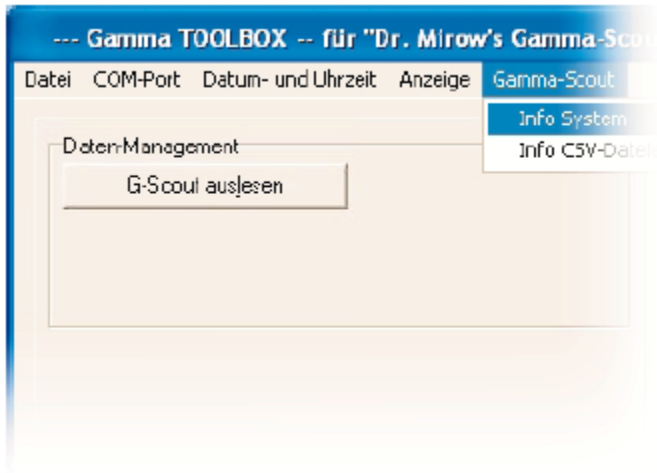 --- Gamma TOOLBOX -- für "Dr. Mirow's Gamma-Scou
Datei COM-Port Datum- und Uhrzeit Anzeige Gamma-Scout
Info System
Info CSV-Datei
Daten-Management
G-Scout auslesen